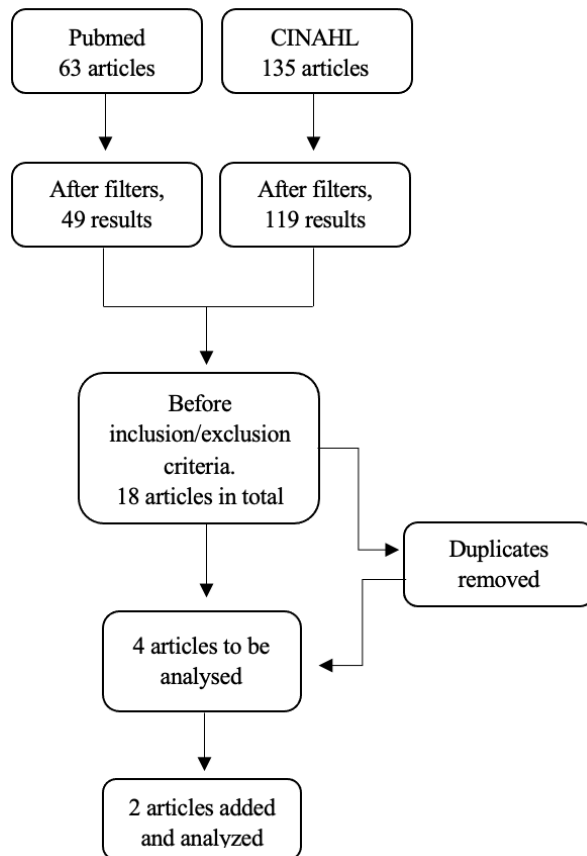 Pubmed
63 articles
CINAHL
135 articles
After filters,
49 results
After filters,
119 results
Before
inclusion/exclusion
criteria.
18 articles in total
Duplicates
removed
4 articles to be
analysed
2 articles added
and analyzed